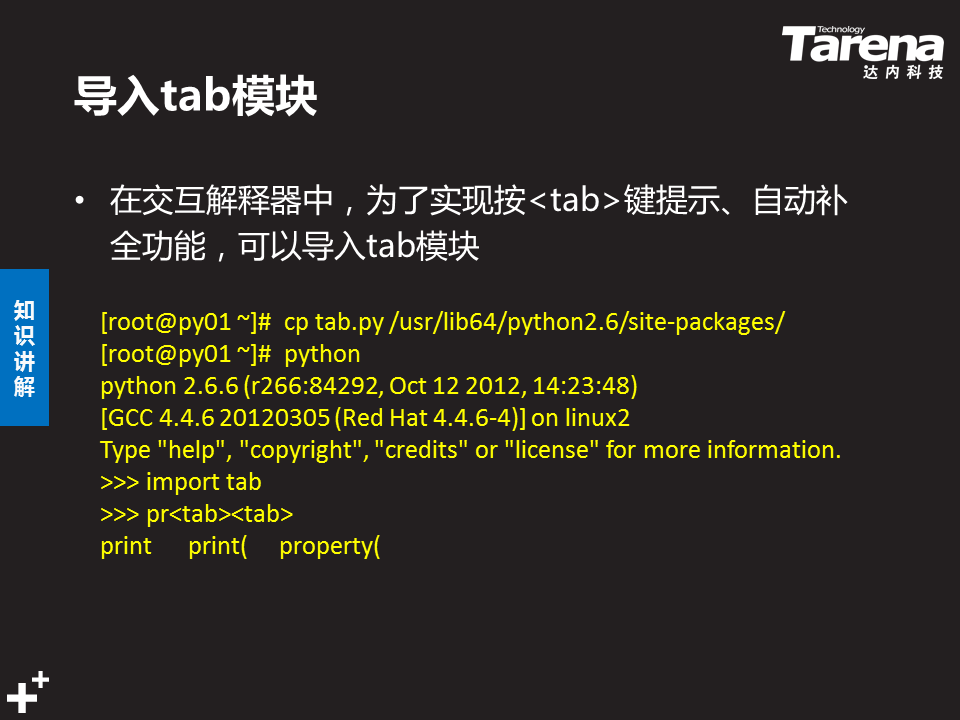 Technology
Tarena
达内科技
导入tab模块
• 在交互解释器中，为了实现按<tab>键提示、自动补
全功能，可以导入tab模块
知识讲解
[root@py01 ~]#  cp tab.py /usr/lib64/python2.6/site-packages/
[root@py01 ~]#  python
python 2.6.6 (r266:84292, Oct 12 2012, 14:23:48)
[GCC 4.4.6 20120305 (Red Hat 4.4.6-4)] on linux2
Type "help", "copyright", "credits" or "license" for more information.
>>> import tab
>>> pr<tab><tab>
print      print(     property(